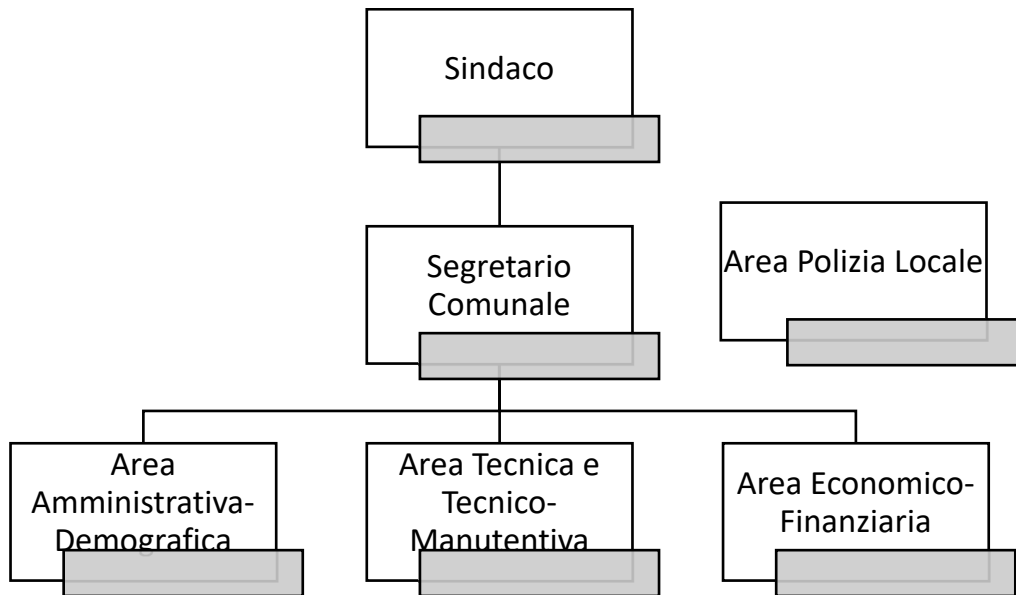 Sindaco
Segretario
Comunale
Area Polizia Locale
Area
Amministrativa-
Demografica
Area Tecnica e
Tecnico-
Manutentiva
Area Economico-
Finanziaria